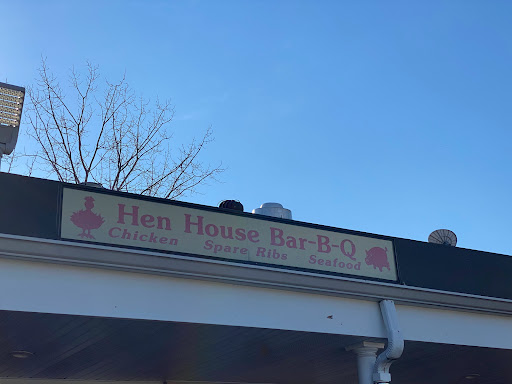 Hen House Bar-B-Q
Chicken Spare Ribs Seafood